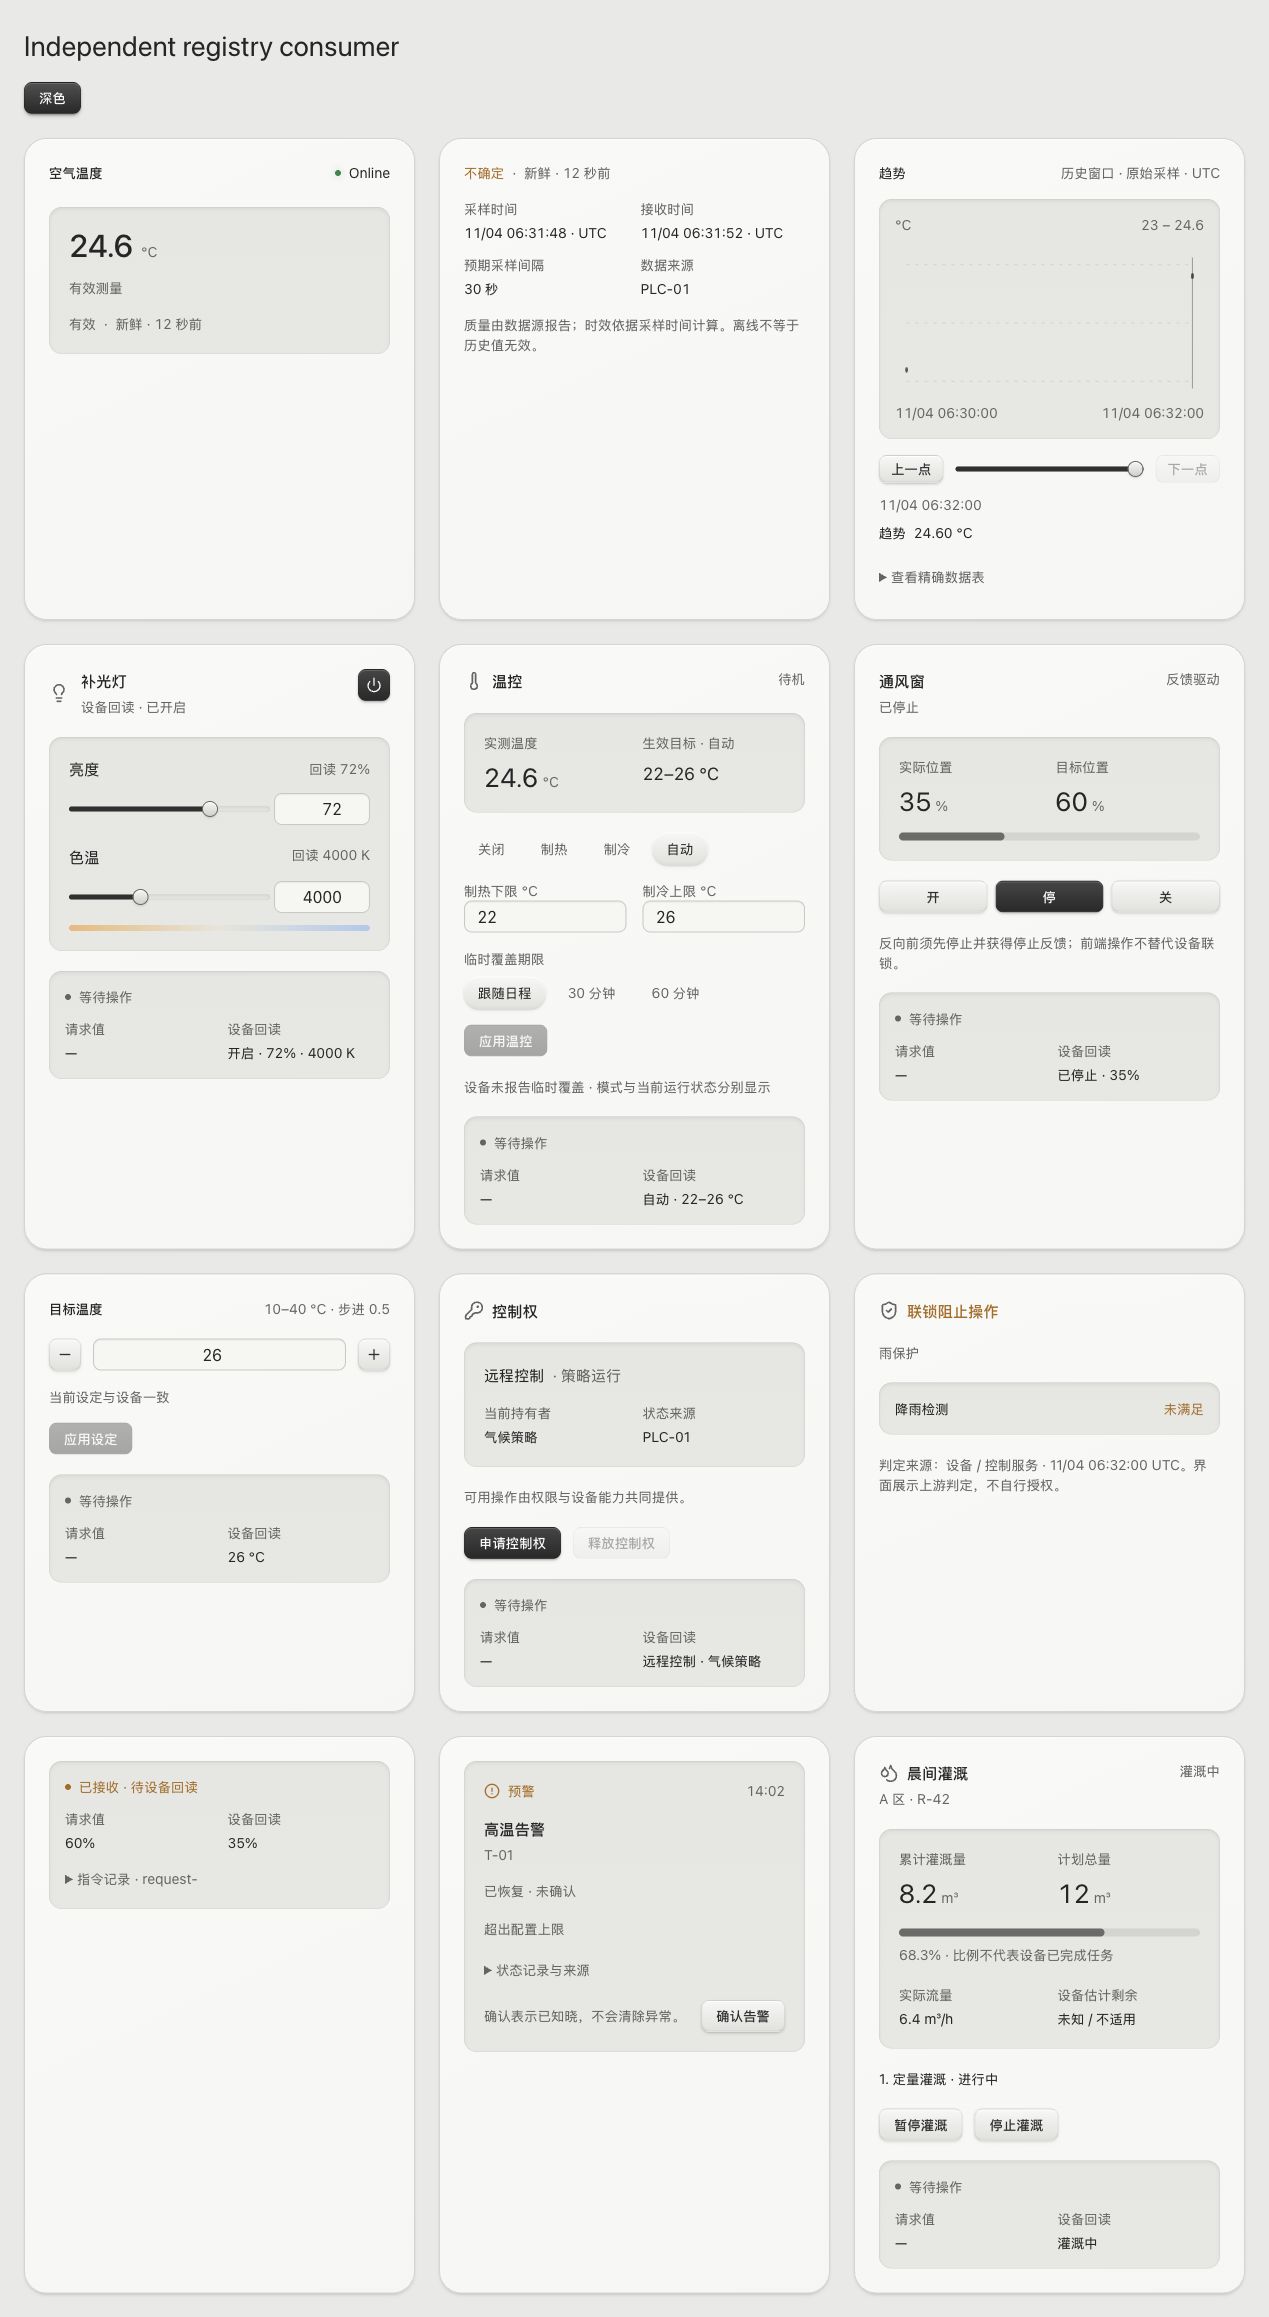 Independent registry consumer
深色
空气温度
Online
24.6 °C
有效测量
有效 · 新鲜 · 12 秒前
不确定 · 新鲜 · 12 秒前
采样时间
11/04 06:31:48 · UTC
接收时间
11/04 06:31:52 · UTC
预期采样间隔
30 秒
数据来源
PLC-01
质量由数据源报告；时效依据采样时间计算。离线不等于
历史值无效。
趋势
历史窗口 · 原始采样 · UTC
°C
23 – 24.6
11/04 06:30:00
11/04 06:32:00
上一点
下一点
11/04 06:32:00
趋势 24.60 °C
▶ 查看精确数据表
补光灯
设备回读 · 已开启
亮度
回读 72%
72
色温
回读 4000 K
4000
等待操作
请求值
—
设备回读
开启 · 72% · 4000 K
温控
待机
实测温度
24.6 °C
生效目标 · 自动
22–26 °C
关闭
制热
制冷
自动
制热下限 °C
22
制冷上限 °C
26
临时覆盖期限
跟随日程
30 分钟
60 分钟
应用温控
设备未报告临时覆盖 · 模式与当前运行状态分别显示
等待操作
请求值
—
设备回读
自动 · 22–26 °C
通风窗
反馈驱动
已停止
实际位置
35 %
目标位置
60 %
开
停
关
反向前须先停止并获得停止反馈；前端操作不替代设备联
锁。
等待操作
请求值
—
设备回读
已停止 · 35%
目标温度
10–40 °C · 步进 0.5
−
26
+
当前设定与设备一致
应用设定
等待操作
请求值
—
设备回读
26 °C
控制权
远程控制 · 策略运行
当前持有者
气候策略
状态来源
PLC-01
可用操作由权限与设备能力共同提供。
申请控制权
释放控制权
等待操作
请求值
—
设备回读
远程控制 · 气候策略
联锁阻止操作
雨保护
降雨检测
未满足
判定来源：设备 / 控制服务 · 11/04 06:32:00 UTC。界
面展示上游判定，不自行授权。
已接收 · 待设备回读
请求值
60%
设备回读
35%
▶ 指令记录 · request-
预警
14:02
高温告警
T-01
已恢复 · 未确认
超出配置上限
▶ 状态记录与来源
确认表示已知晓，不会清除异常。
确认告警
晨间灌溉
灌溉中
A 区 · R-42
累计灌溉量
8.2 m³
计划总量
12 m³
68.3% · 比例不代表设备已完成任务
实际流量
6.4 m³/h
设备估计剩余
未知 / 不适用
1. 定量灌溉 · 进行中
暂停灌溉
停止灌溉
等待操作
请求值
—
设备回读
灌溉中